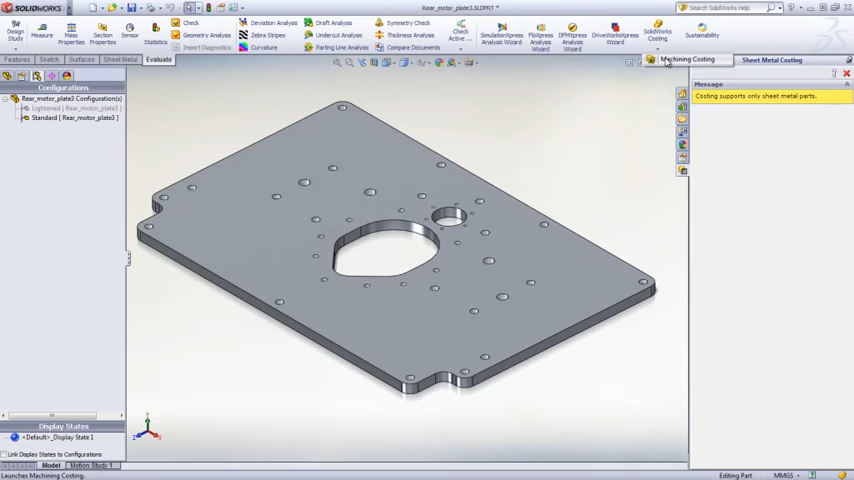 SOLIDWORKS
Rear_motor_plate3.SLDPRT *
Search SolidWorks Help
Design Study
Measure
Mass Properties
Section Properties
Sensor
Statistics
Check
Geometry Analysis
Import Diagnostics
Deviation Analysis
Zebra Stripes
Curvature
Draft Analysis
Undercut Analysis
Parting Line Analysis
Symmetry Check
Thickness Analysis
Compare Documents
Check Active ...
SimulationXpress Analysis Wizard
FloXpress Analysis Wizard
DFMXpress Analysis Wizard
DriveWorksXpress Wizard
SolidWorks Costing
Sustainability
Machining Costing
Features
Sketch
Surfaces
Sheet Metal
Evaluate
Sheet Metal Costing
Message
Costing supports only sheet metal parts.
Configurations
Rear_motor_plate3 Configuration(s)
Lightened [ Rear_motor_plate3 ]
Standard [ Rear_motor_plate3 ]
Display States
<Default>_Display State 1
Link Display States to Configurations
Y
X
Z
Model
Motion Study 1
Launches Machining Costing.
Editing Part
MMGS